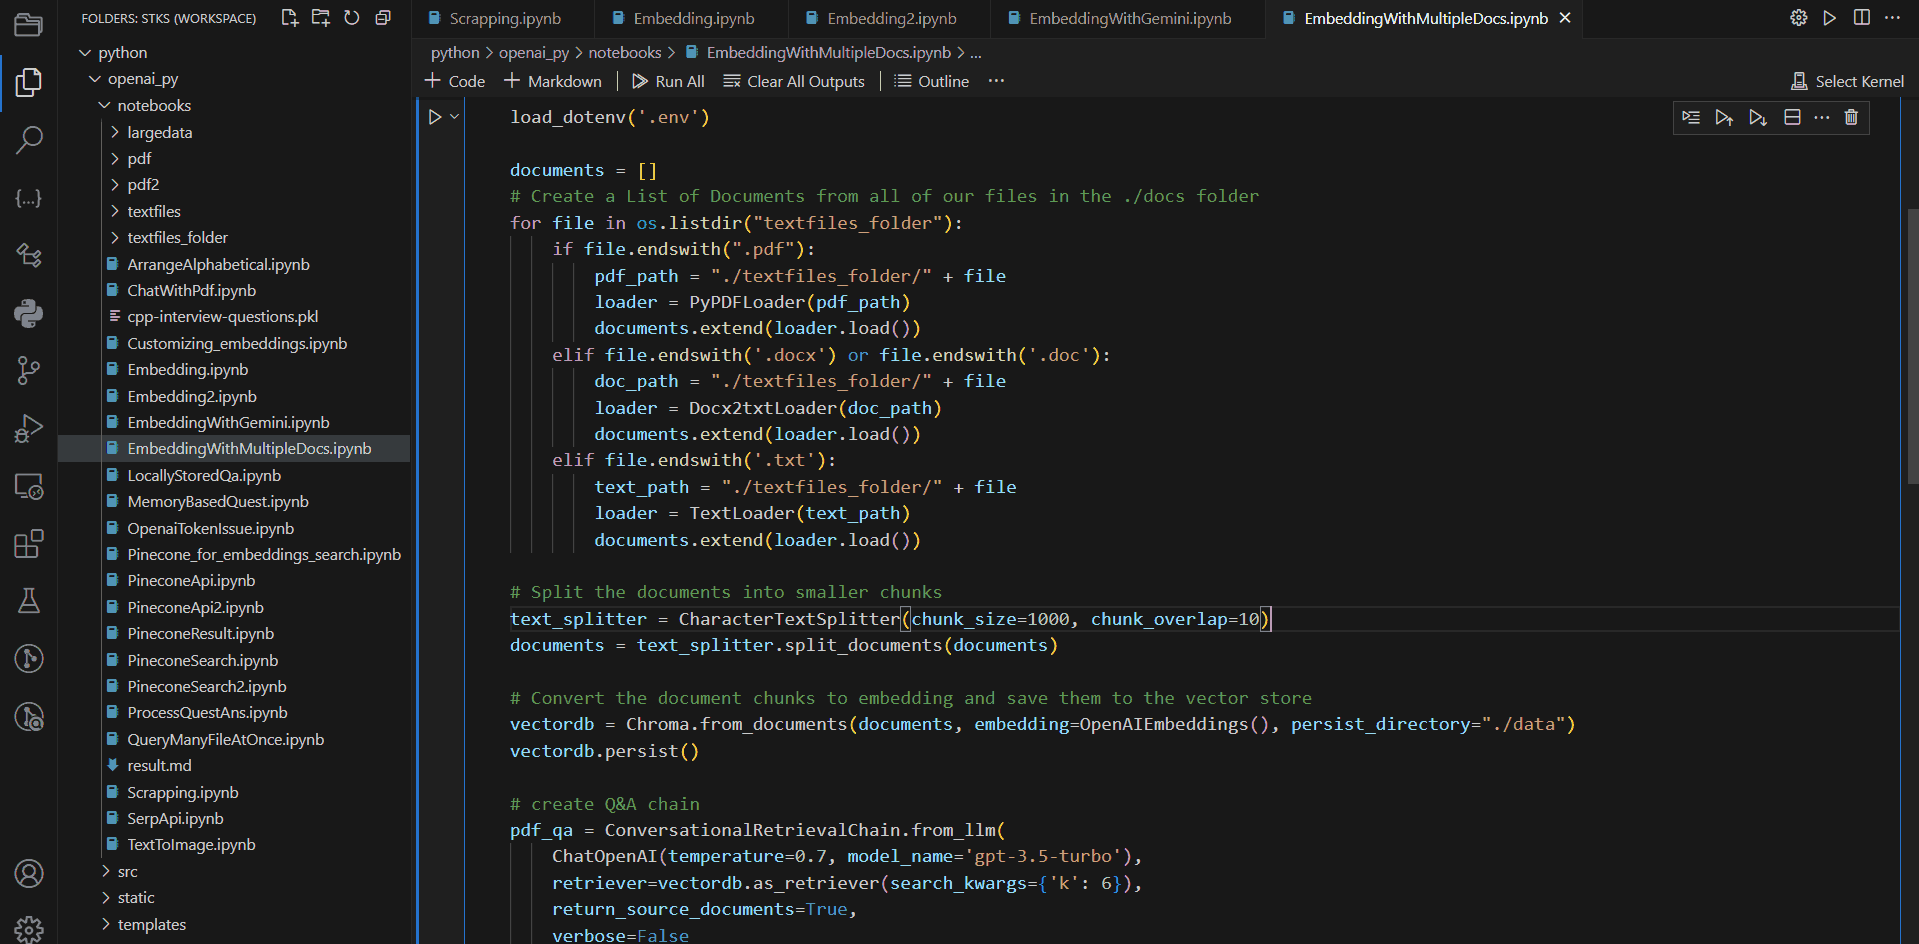 FOLDERS: STKS (WORKSPACE)
python
openai_py
notebooks
largedata
pdf
pdf2
textfiles
textfiles_folder
ArrangeAlphabetical.ipynb
ChatWithPdf.ipynb
cpp-interview-questions.pkl
Customizing_embeddings.ipynb
Embedding.ipynb
Embedding2.ipynb
EmbeddingWithGemini.ipynb
EmbeddingWithMultipleDocs.ipynb
LocallyStoredQa.ipynb
MemoryBasedQuest.ipynb
OpenaiTokenIssue.ipynb
Pinecone_for_embeddings_search.ipynb
PineconeApi.ipynb
PineconeApi2.ipynb
PineconeResult.ipynb
PineconeSearch.ipynb
PineconeSearch2.ipynb
ProcessQuestAns.ipynb
QueryManyFileAtOnce.ipynb
result.md
Scrapping.ipynb
SerpApi.ipynb
TextToImage.ipynb
src
static
templates
Scrapping.ipynb Embedding.ipynb Embedding2.ipynb EmbeddingWithGemini.ipynb EmbeddingWithMultipleDocs.ipynb
python > openai_py > notebooks > EmbeddingWithMultipleDocs.ipynb > ...
+ Code + Markdown | Run All Clear All Outputs | Outline ... Select Kernel
load_dotenv('.env')
documents = []
# Create a List of Documents from all of our files in the ./docs folder
for file in os.listdir("textfiles_folder"):
    if file.endswith(".pdf"):
        pdf_path = "./textfiles_folder/" + file
        loader = PyPDFLoader(pdf_path)
        documents.extend(loader.load())
    elif file.endswith('.docx') or file.endswith('.doc'):
        doc_path = "./textfiles_folder/" + file
        loader = Docx2txtLoader(doc_path)
        documents.extend(loader.load())
    elif file.endswith('.txt'):
        text_path = "./textfiles_folder/" + file
        loader = TextLoader(text_path)
        documents.extend(loader.load())
# Split the documents into smaller chunks
text_splitter = CharacterTextSplitter(chunk_size=1000, chunk_overlap=10)
documents = text_splitter.split_documents(documents)
# Convert the document chunks to embedding and save them to the vector store
vectordb = Chroma.from_documents(documents, embedding=OpenAIEmbeddings(), persist_directory="./data")
vectordb.persist()
# create Q&A chain
pdf_qa = ConversationalRetrievalChain.from_llm(
    ChatOpenAI(temperature=0.7, model_name='gpt-3.5-turbo'),
    retriever=vectordb.as_retriever(search_kwargs={'k': 6}),
    return_source_documents=True,
    verbose=False